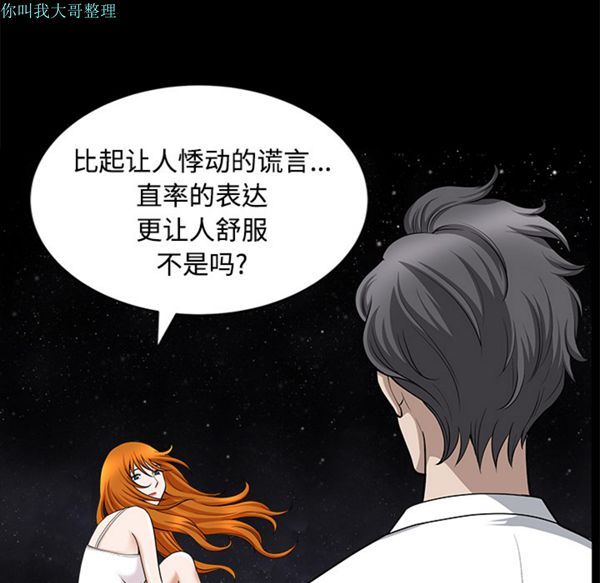 你叫我大哥整理
比起让人悸动的谎言...
直率的表达
更让人舒服
不是吗?